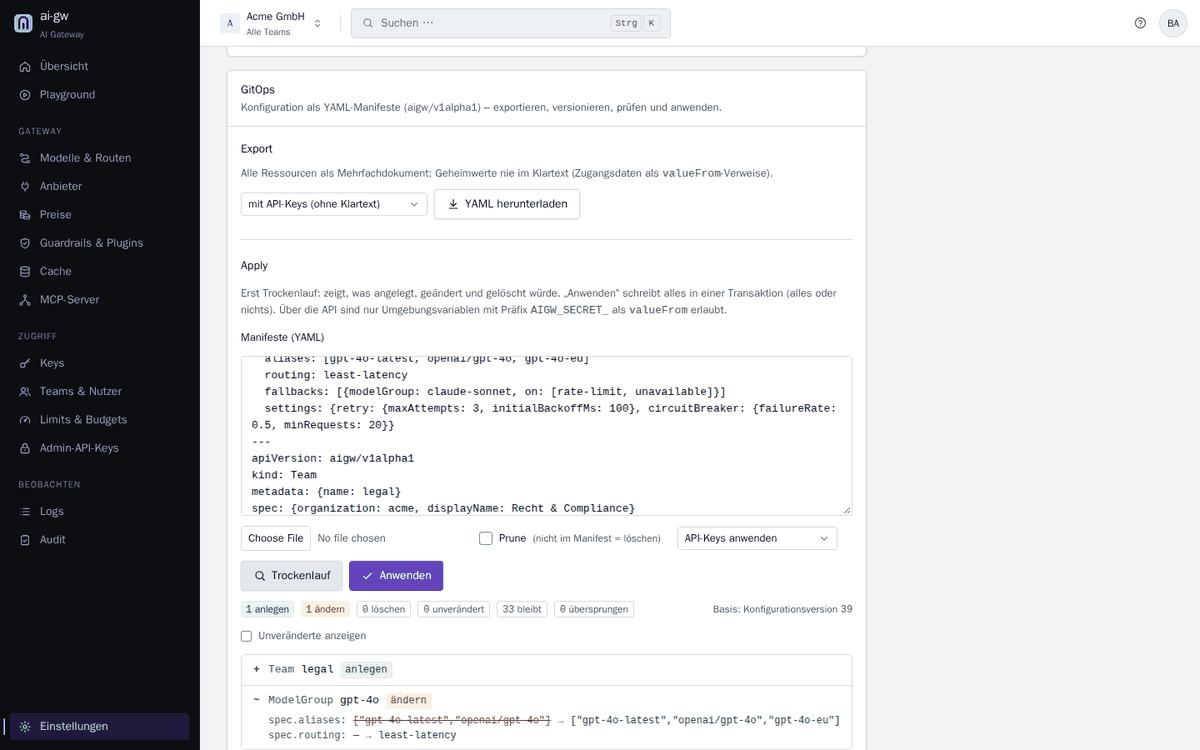 ai-gw
AI Gateway
Übersicht
Playground
GATEWAY
Modelle & Routen
Anbieter
Preise
Guardrails & Plugins
Cache
MCP-Server
ZUGRIFF
Keys
Teams & Nutzer
Limits & Budgets
Admin-API-Keys
BEOBACHTEN
Logs
Audit
Einstellungen
A
Acme GmbH
Alle Teams
Suchen ···
Strg K
BA
GitOps
Konfiguration als YAML-Manifeste (aigw/v1alpha1) — exportieren, versionieren, prüfen und anwenden.
Export
Alle Ressourcen als Mehrfachdokument; Geheimwerte nie im Klartext (Zugangsdaten als valueFrom-Verweise).
mit API-Keys (ohne Klartext)
YAML herunterladen
Apply
Erst Trockenlauf: zeigt, was angelegt, geändert und gelöscht würde. „Anwenden" schreibt alles in einer Transaktion (alles oder
nichts). Über die API sind nur Umgebungsvariablen mit Präfix AIGW_SECRET_ als valueFrom erlaubt.
Manifeste (YAML)
aliases: [gpt-4o-latest, openai/gpt-4o, gpt-4o-eu]
routing: least-latency
fallbacks: [{modelGroup: claude-sonnet, on: [rate-limit, unavailable]}]
settings: {retry: {maxAttempts: 3, initialBackoffMs: 100}, circuitBreaker: {failureRate:
0.5, minRequests: 20}}
---
apiVersion: aigw/v1alpha1
kind: Team
metadata: {name: legal}
spec: {organization: acme, displayName: Recht & Compliance}
Choose File No file chosen
Prune (nicht im Manifest = löschen)
API-Keys anwenden
Trockenlauf
Anwenden
1 anlegen 1 ändern 0 löschen 0 unverändert 33 bleibt 0 übersprungen Basis: Konfigurationsversion 39
Unveränderte anzeigen
+ Team legal anlegen
~ ModelGroup gpt-4o ändern
spec.aliases: ["gpt-4o-latest","openai/gpt-4o"] → ["gpt-4o-latest","openai/gpt-4o","gpt-4o-eu"]
spec.routing: — → least-latency